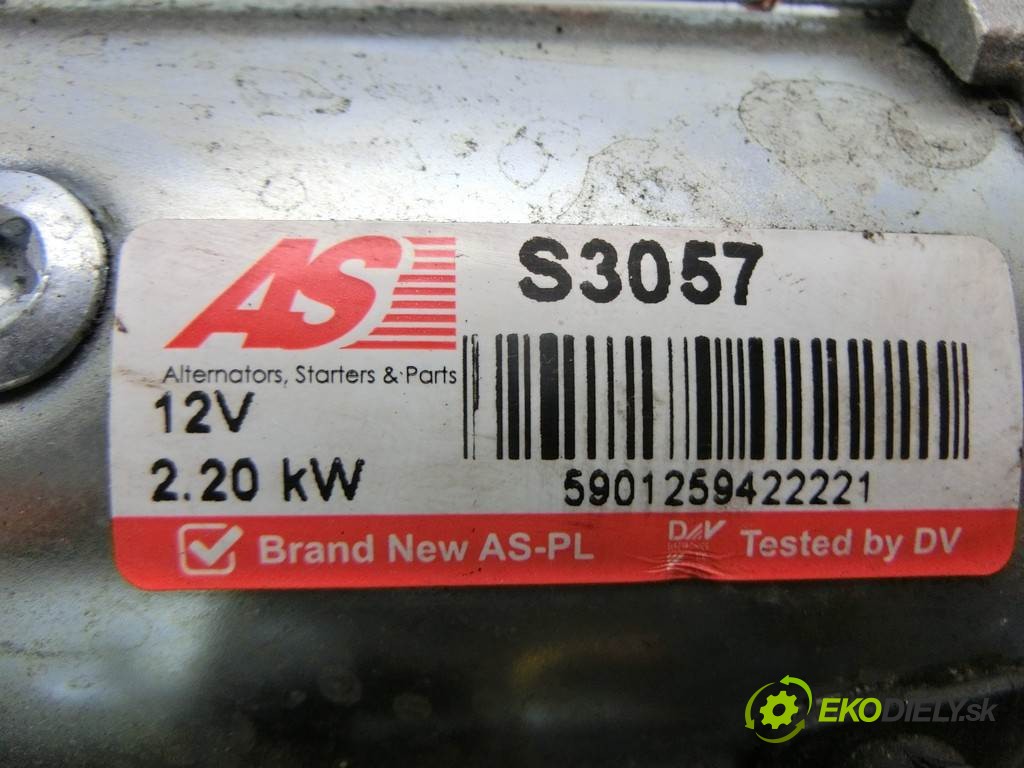 AS
S3057
Alternators, Starters & Parts
12V
2.20 kW
5901259422221
Brand New AS-PL
Tested by DV
EKODIELY.sk